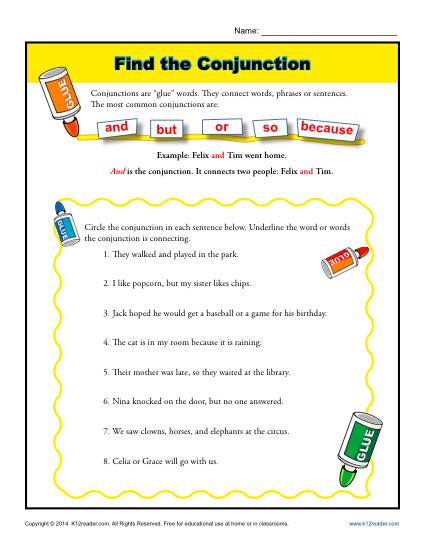 Name:
Find the Conjunction
GLUE
Conjunctions are “glue” words. They connect words, phrases or sentences.
The most common conjunctions are:
and but or so because
Example: Felix and Tim went home.
And is the conjunction. It connects two people: Felix and Tim.
GLUE
Circle the conjunction in each sentence below. Underline the word or words
the conjunction is connecting.
1. They walked and played in the park.
GLUE
2. I like popcorn, but my sister likes chips.
3. Jack hoped he would get a baseball or a game for his birthday.
4. The cat is in my room because it is raining.
5. Their mother was late, so they waited at the library.
6. Nina knocked on the door, but no one answered.
7. We saw clowns, horses, and elephants at the circus.
GLUE
8. Celia or Grace will go with us.
Copyright © 2014 K12reader.com. All Rights Reserved. Free for educational use at home or in classrooms.
www.k12reader.com